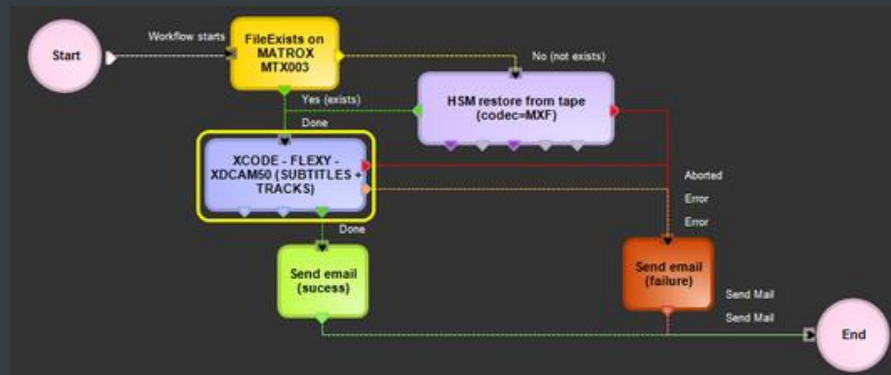 Start
Workflow starts
FileExists on
MATROX
MTX003
No (not exists)
Yes (exists)
Done
HSM restore from tape
(codec=MXF)
XCODE - FLEXY -
XDCAM50 (SUBTITLES +
TRACKS)
Aborted
Error
Error
Done
Send email
(sucess)
Send email
(failure)
Send Mail
Send Mail
End